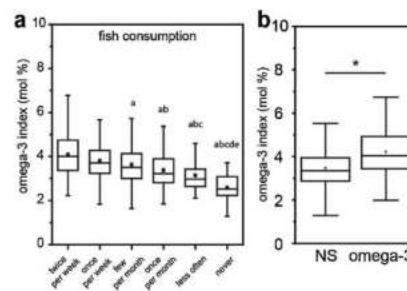 a
fish consumption
omega-3 index (mol %)
10
8
6
4
2
0
a
ab
abc
abcde
twice
per week
once
per week
few
per month
once
per month
less often
never
b
omega-3 index (mol %)
10
8
6
4
2
0
*
NS
omega-3